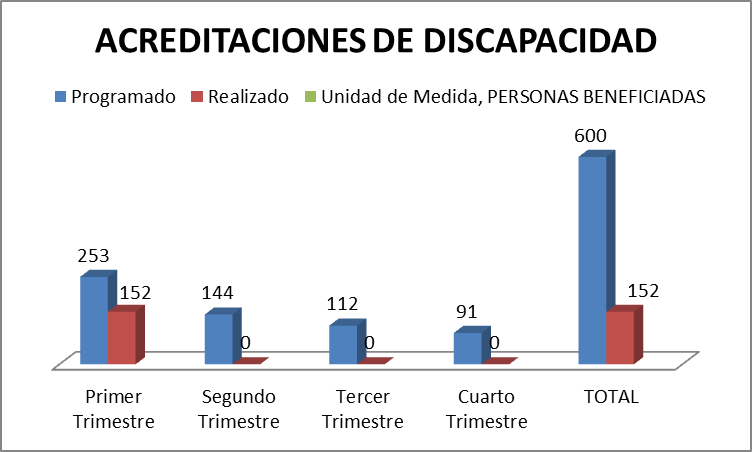 ACREDITACIONES DE DISCAPACIDAD
Programado Realizado Unidad de Medida, PERSONAS BENEFICIADAS
600
253
152
144
0
112
0
91
0
152
Primer Trimestre
Segundo Trimestre
Tercer Trimestre
Cuarto Trimestre
TOTAL